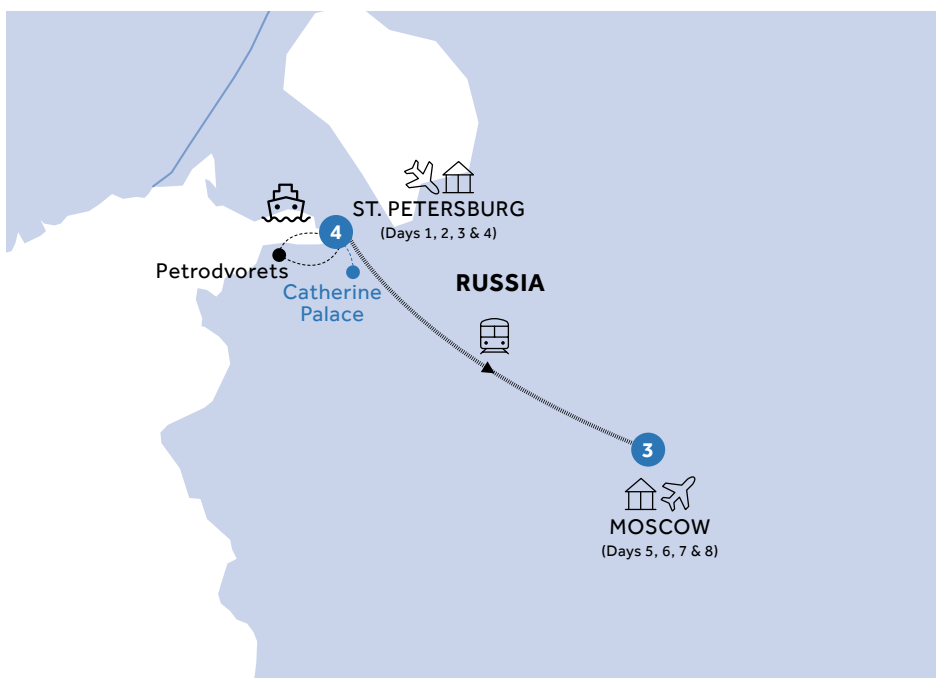 ST. PETERSBURG
(Days 1, 2, 3 & 4)
4
Petrodvorets
Catherine
Palace
RUSSIA
3
MOSCOW
(Days 5, 6, 7 & 8)